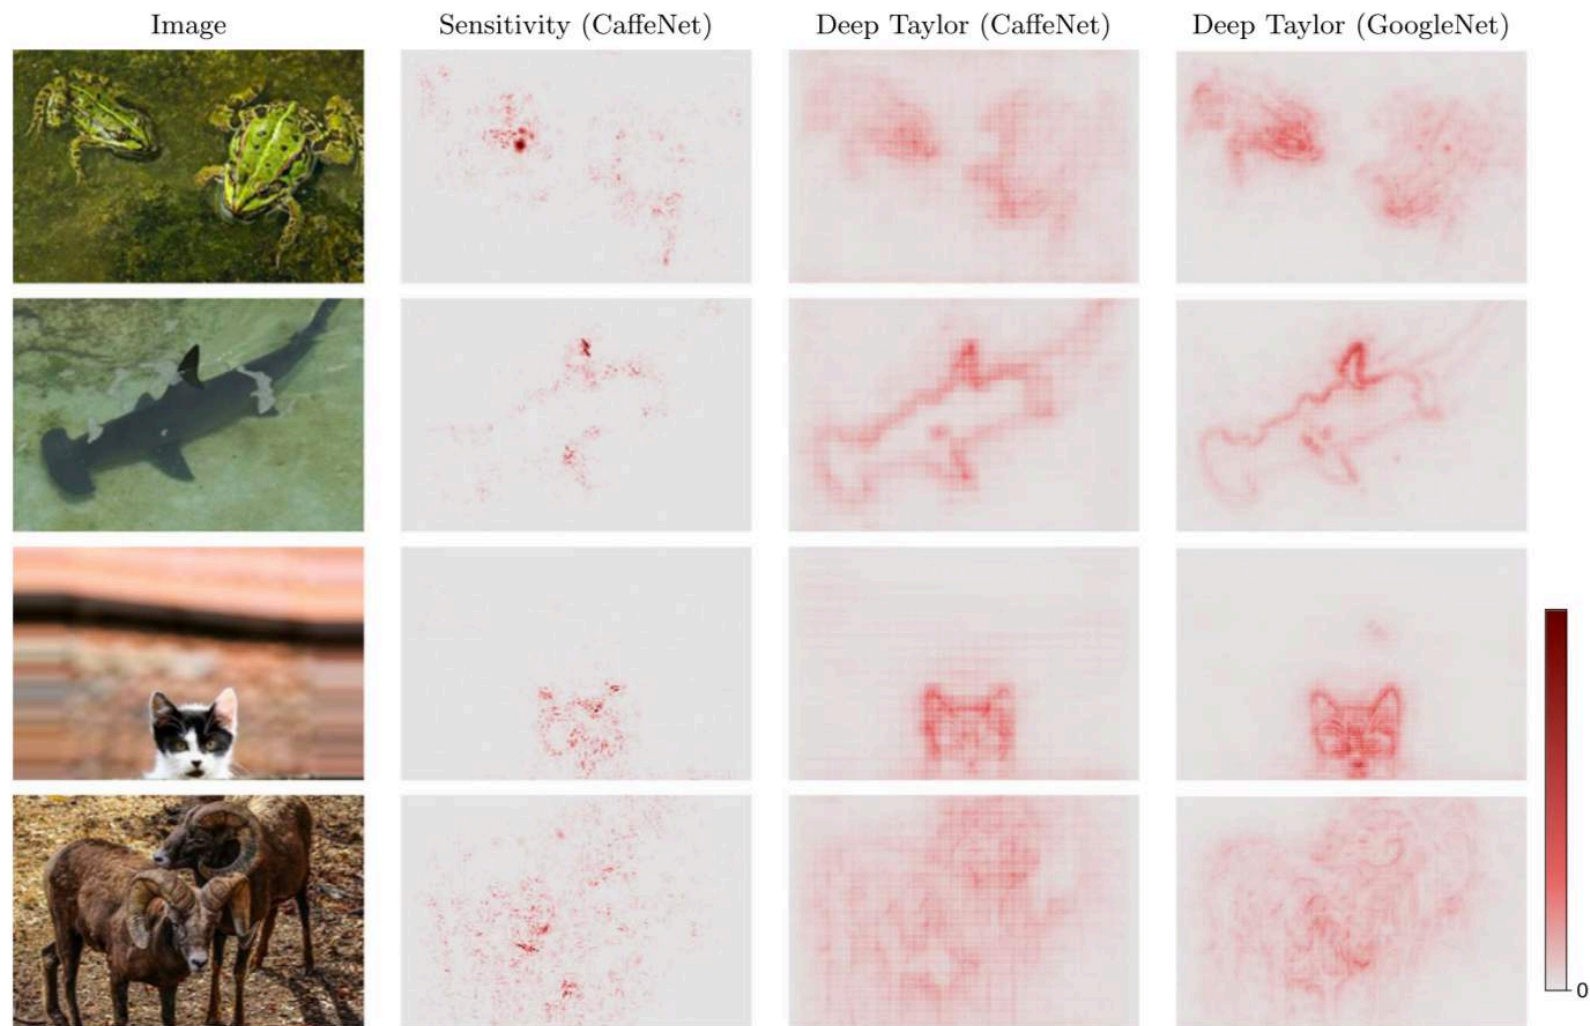 Image
Sensitivity (CaffeNet)
Deep Taylor (CaffeNet)
Deep Taylor (GoogleNet)
0